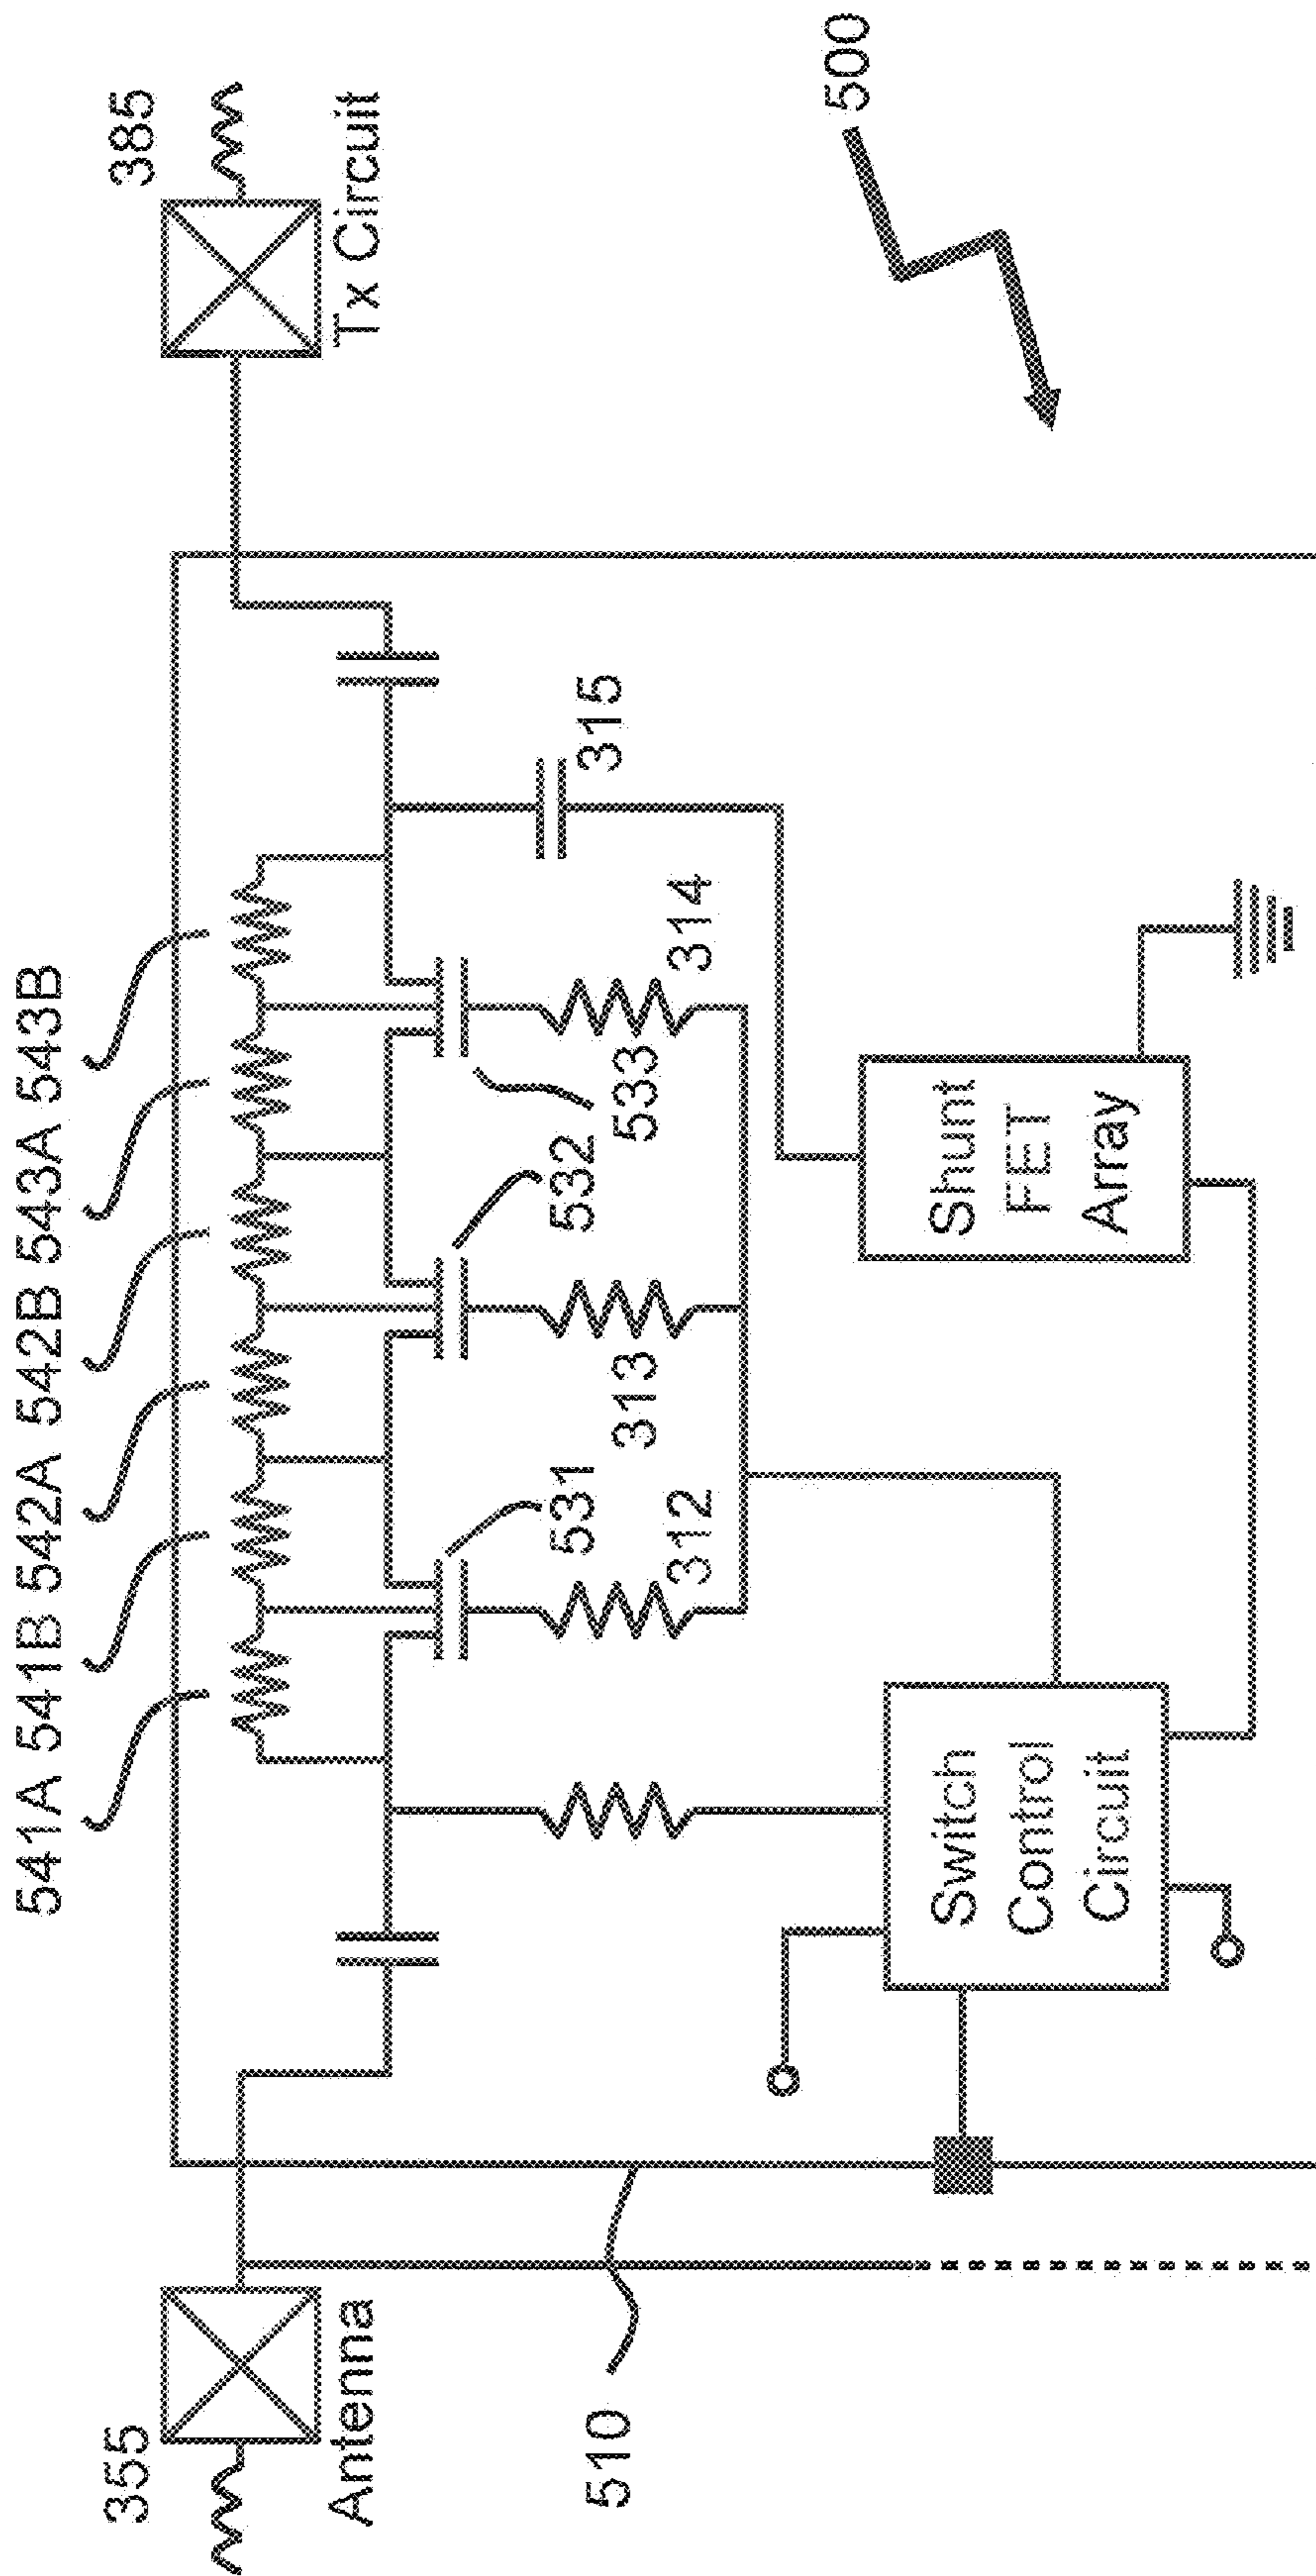 541A 541B 542A 542B 543A 543B
355
Antenna
385
Tx Circuit
510
531
532
533
312
313
314
315
Switch
Control
Circuit
Shunt
FET
Array
500